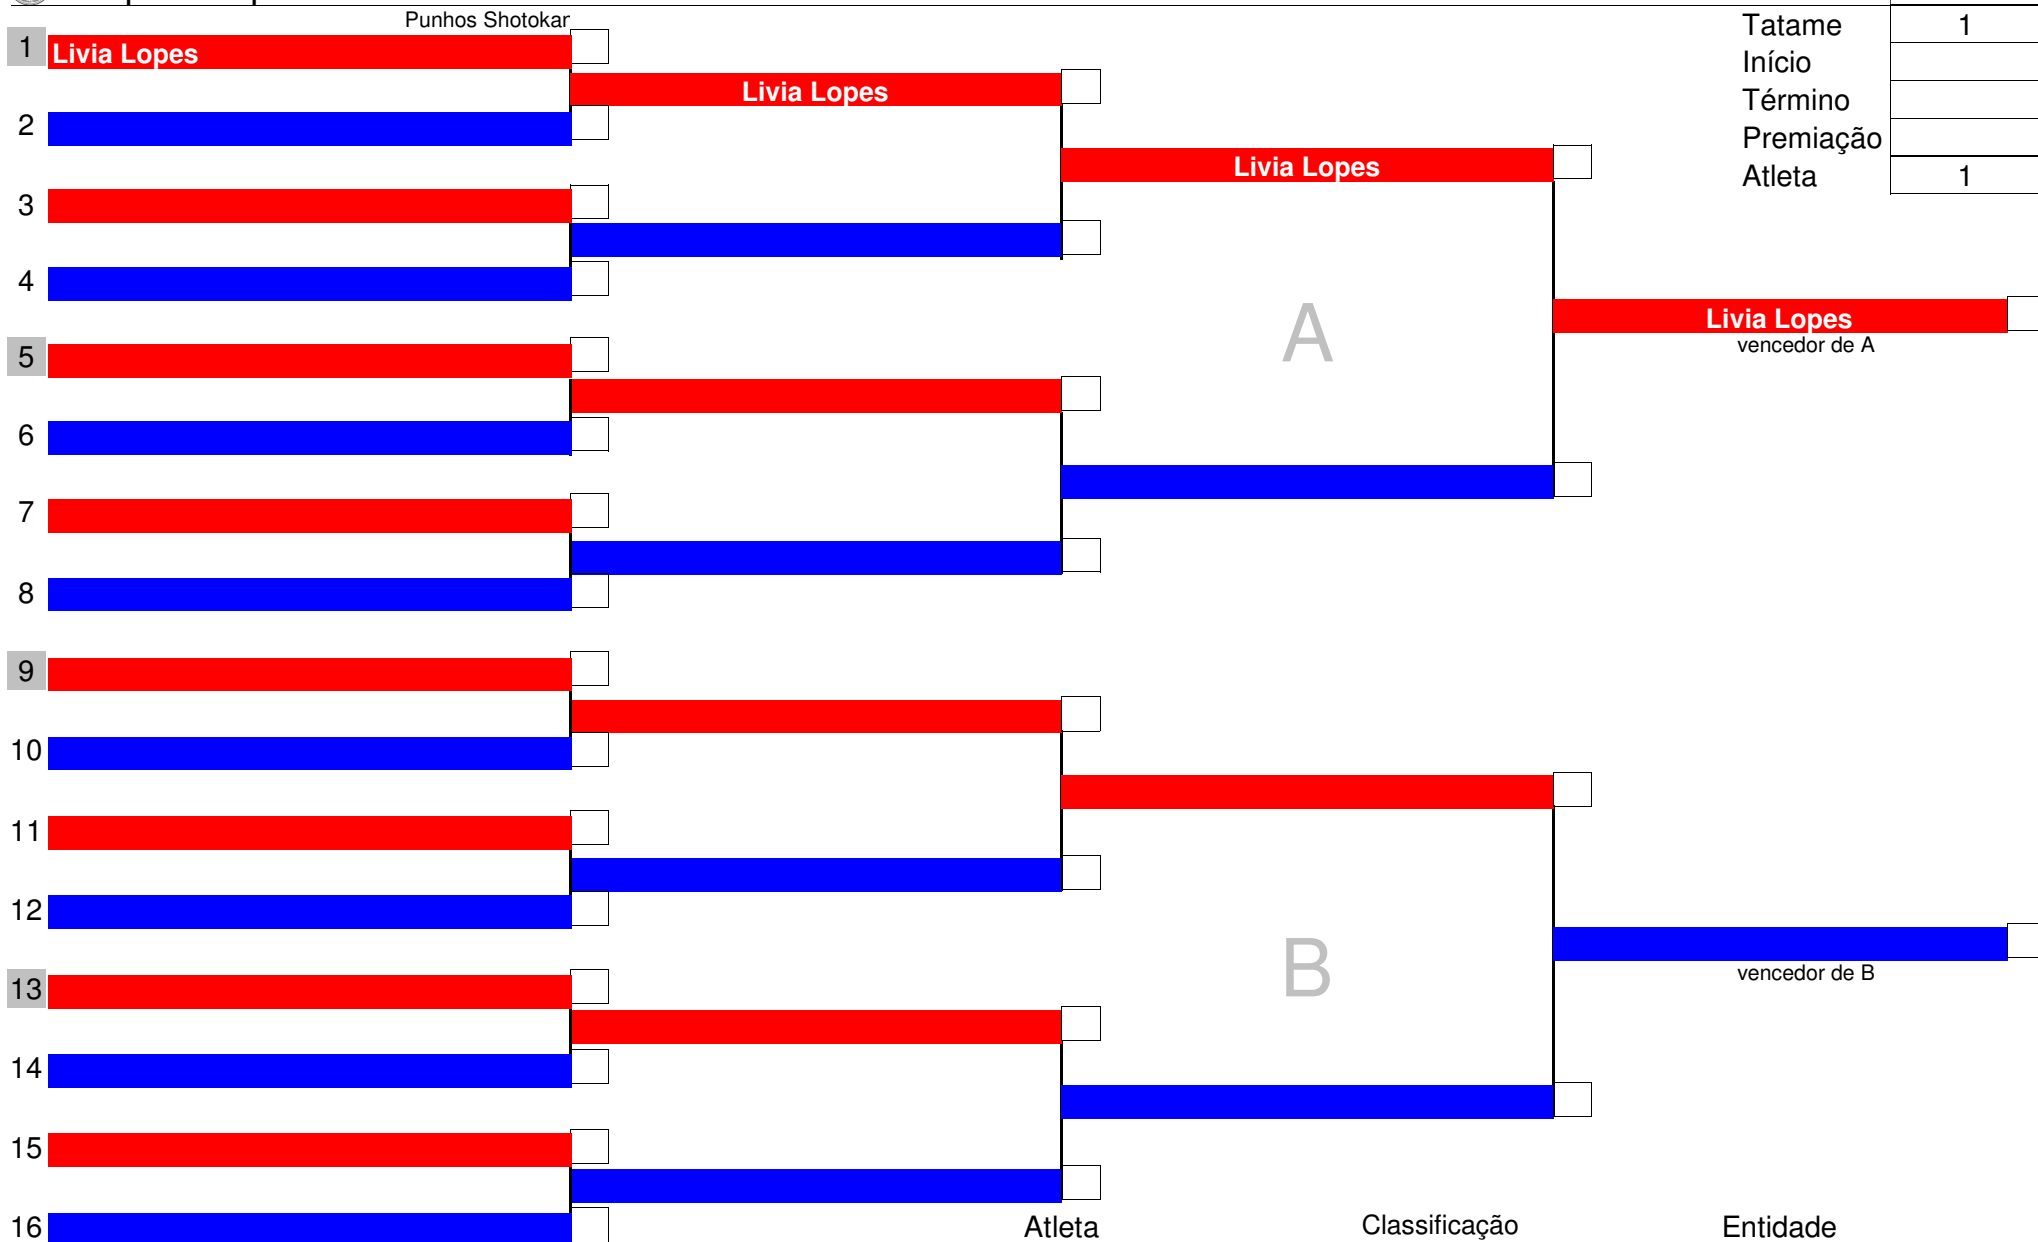 Punhos Shotokar
Tatame 1
1 Livia Lopes
Início
Livia Lopes
Término
2
Premiação
Livia Lopes
Atleta 1
3
4
Livia Lopes
A
vencedor de A
5
6
7
8
9
10
11
12
B
vencedor de B
13
14
15
16
Atleta Classificação Entidade